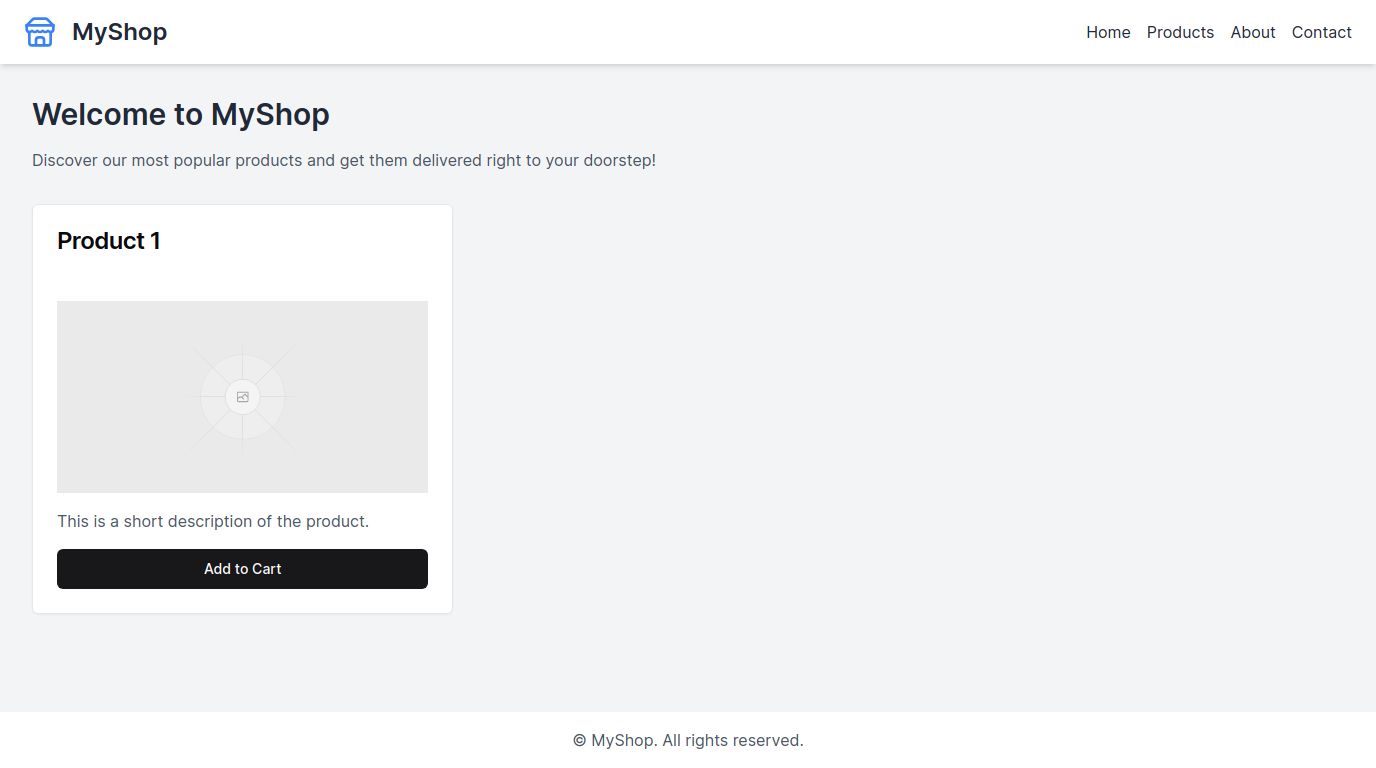 MyShop
Home Products About Contact
Welcome to MyShop
Discover our most popular products and get them delivered right to your doorstep!
Product 1
This is a short description of the product.
Add to Cart
© MyShop. All rights reserved.